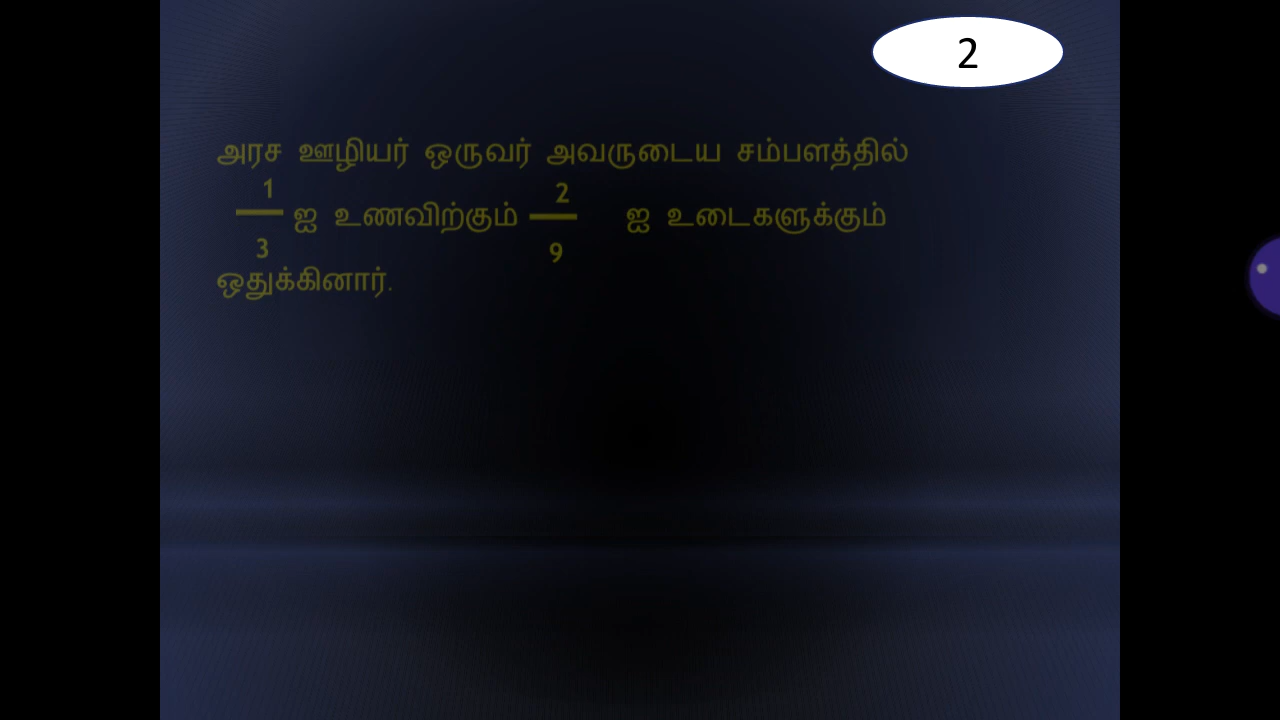 2
அரச ஊழியர் ஒருவர் அவருடைய சம்பளத்தில்
1/3 ஐ உணவிற்கும் 2/9 ஐ உடைகளுக்கும்
ஒதுக்கினார்.